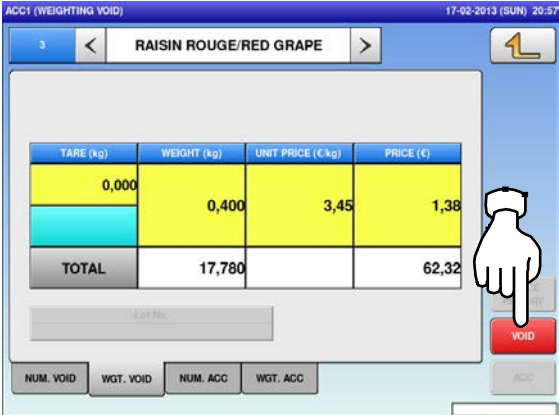 ACC1 (WEIGHTING VOID) 17-02-2013 (SUN) 20:57
3 < RAISIN ROUGE/RED GRAPE >
TARE (kg) WEIGHT (kg) UNIT PRICE (€/kg) PRICE (€)
0,000
0,400 3,45 1,38
TOTAL 17,780 62,32
Lot No.
VOID
NUM. VOID WGT. VOID NUM. ACC WGT. ACC ACC